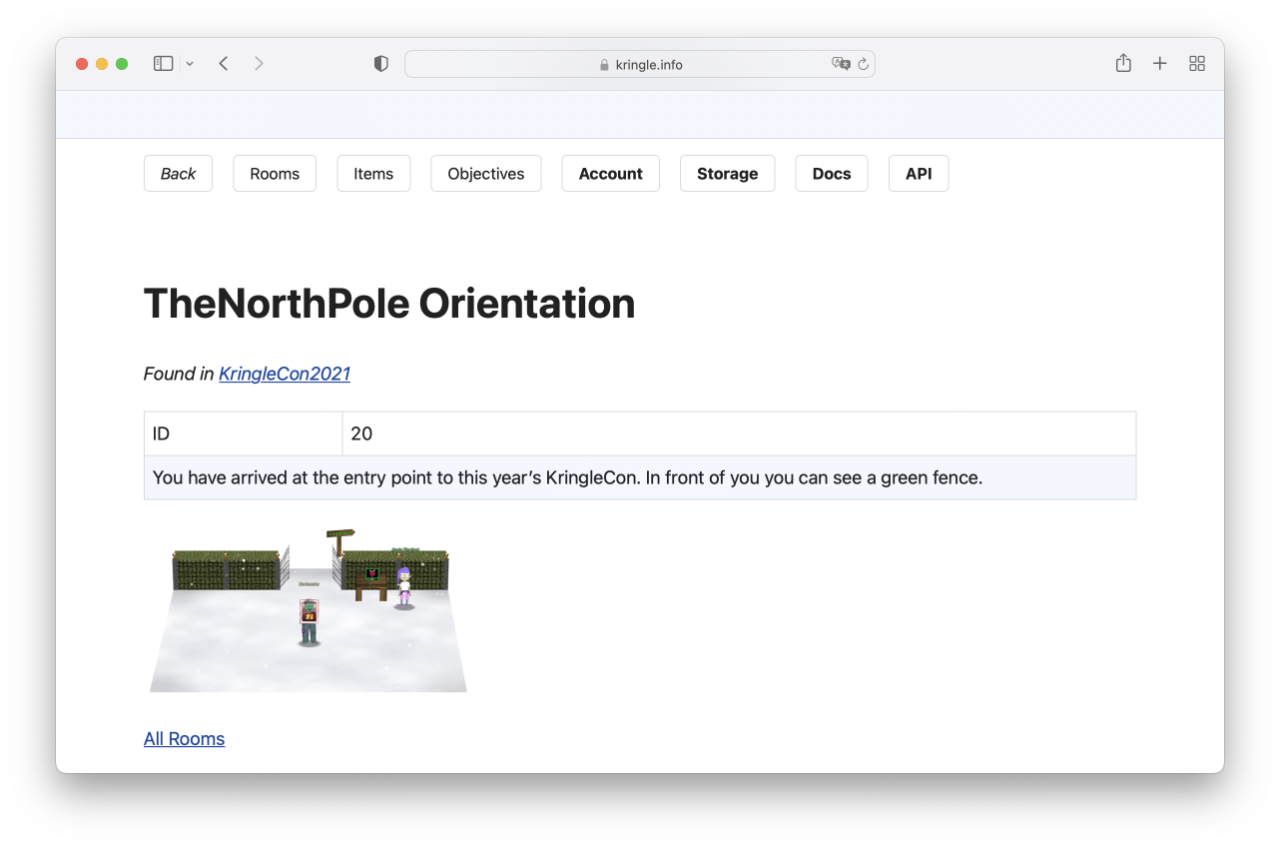 kringle.info
Back Rooms Items Objectives Account Storage Docs API
TheNorthPole Orientation
Found in KringleCon2021
ID 20
You have arrived at the entry point to this year’s KringleCon. In front of you you can see a green fence.
All Rooms